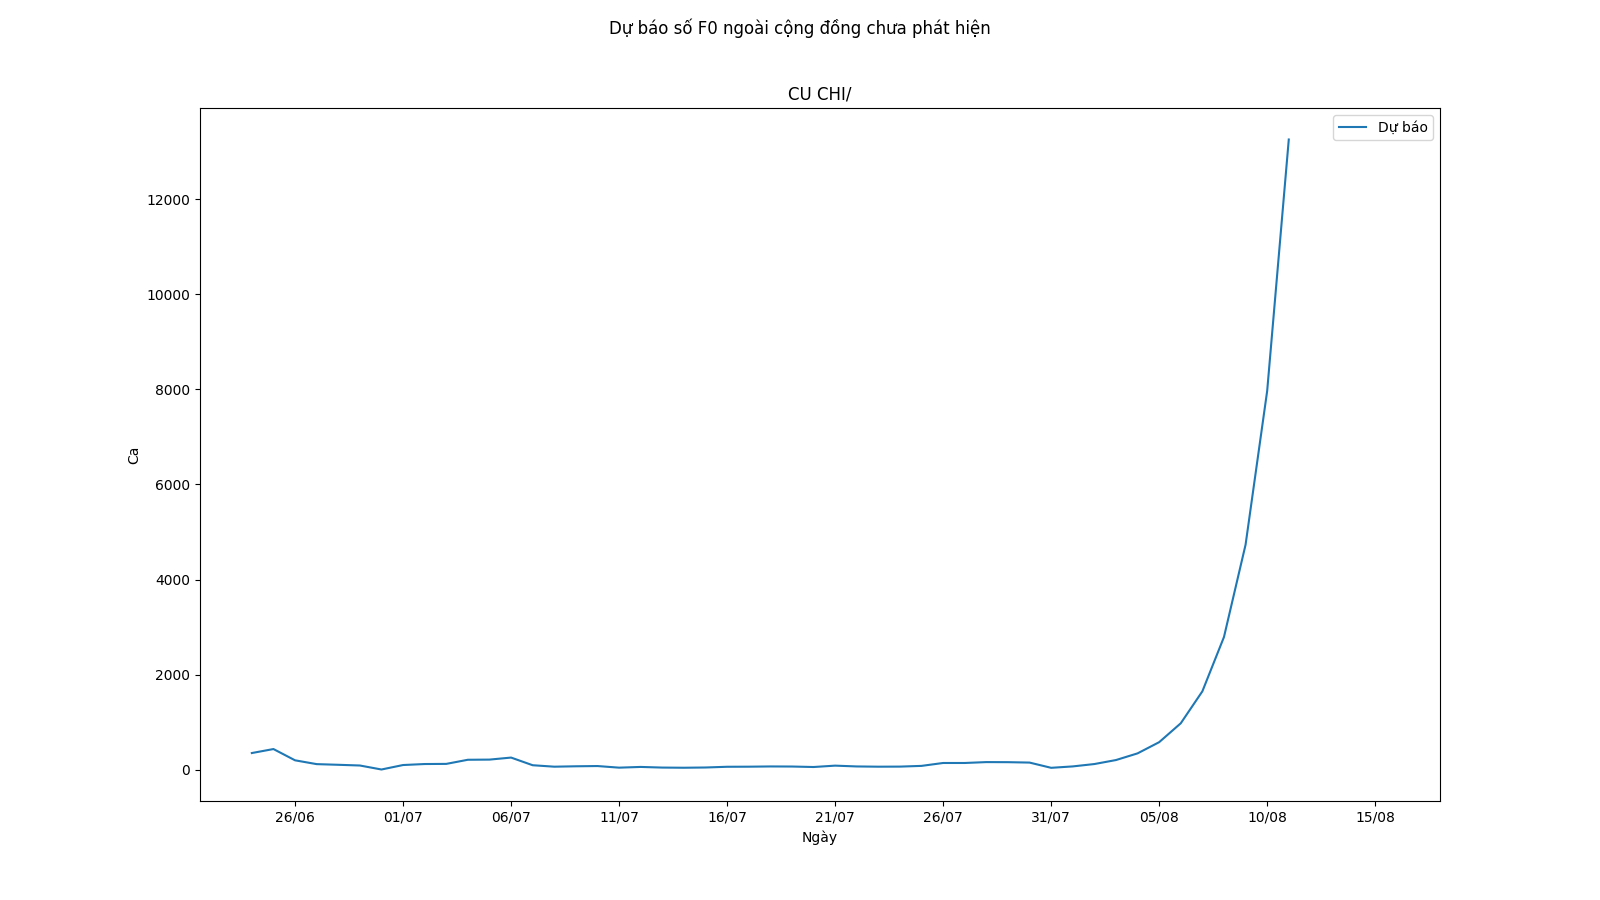 Dự báo số F0 ngoài cộng đồng chưa phát hiện
CU CHI/
Dự báo
12000
10000
8000
6000
4000
2000
0
Ca
26/06 01/07 06/07 11/07 16/07 21/07 26/07 31/07 05/08 10/08 15/08
Ngày